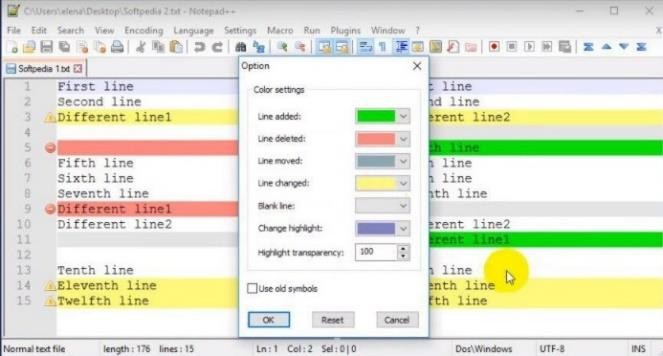 C:\Users\elena\Desktop\Softpedia 2.txt - Notepad++
File Edit Search View Encoding Language Settings Macro Run Plugins Window ? X
Softpedia 1.txt
Option
Color settings
Line added:
Line deleted:
Line moved:
Line changed:
Blank line:
Change highlight:
Highlight transparency: 100
Use old symbols
OK Reset Cancel
1 First line t line
2 Second line nd line
3 Different line1 erent line2
4
5 th line
6 Fifth line h line
7 Sixth line h line
8 Seventh line nth line
9 Different line1
10 Different line2 erent line2
11 erent line1
12
13 Tenth line h line
14 Eleventh line enth line
15 Twelfth line fth line
Normal text file length : 176 lines : 15 Ln : 1 Col : 2 Sel : 0 | 0 Dos\Windows UTF-8 INS